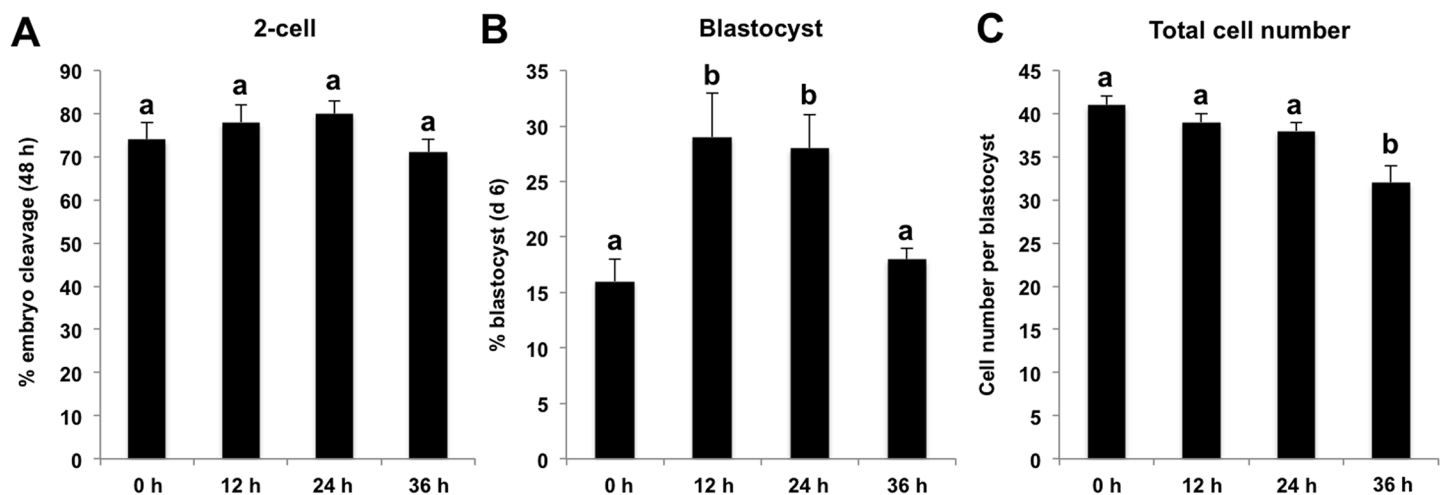 A
2-cell
% embryo cleavage (48 h)
90
80
70
60
50
40
30
20
10
0
a
a
a
a
0 h
12 h
24 h
36 h
B
Blastocyst
% blastocyst (d 6)
35
30
25
20
15
10
5
0
a
b
b
a
0 h
12 h
24 h
36 h
C
Total cell number
Cell number per blastocyst
45
40
35
30
25
20
15
10
5
0
a
a
a
b
0 h
12 h
24 h
36 h